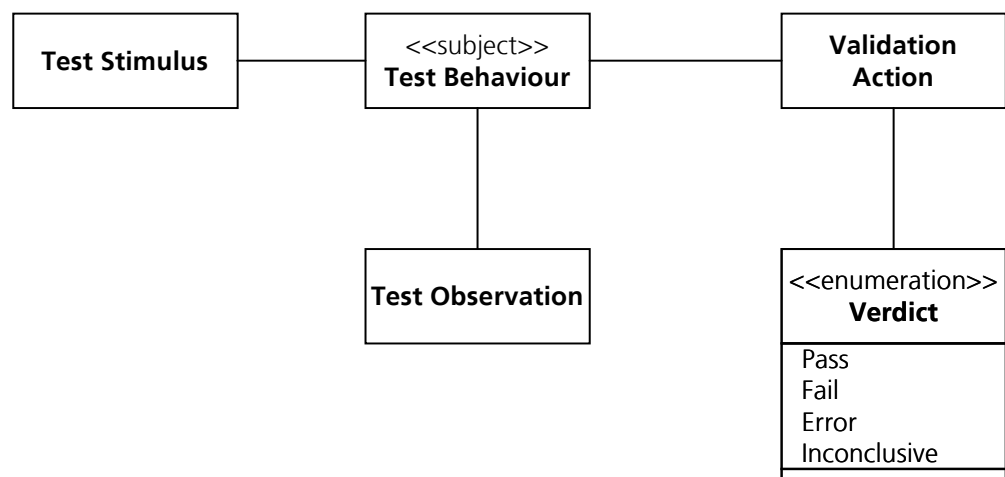 Test Stimulus
<<subject>>
Test Behaviour
Validation
Action
Test Observation
<<enumeration>>
Verdict
Pass
Fail
Error
Inconclusive